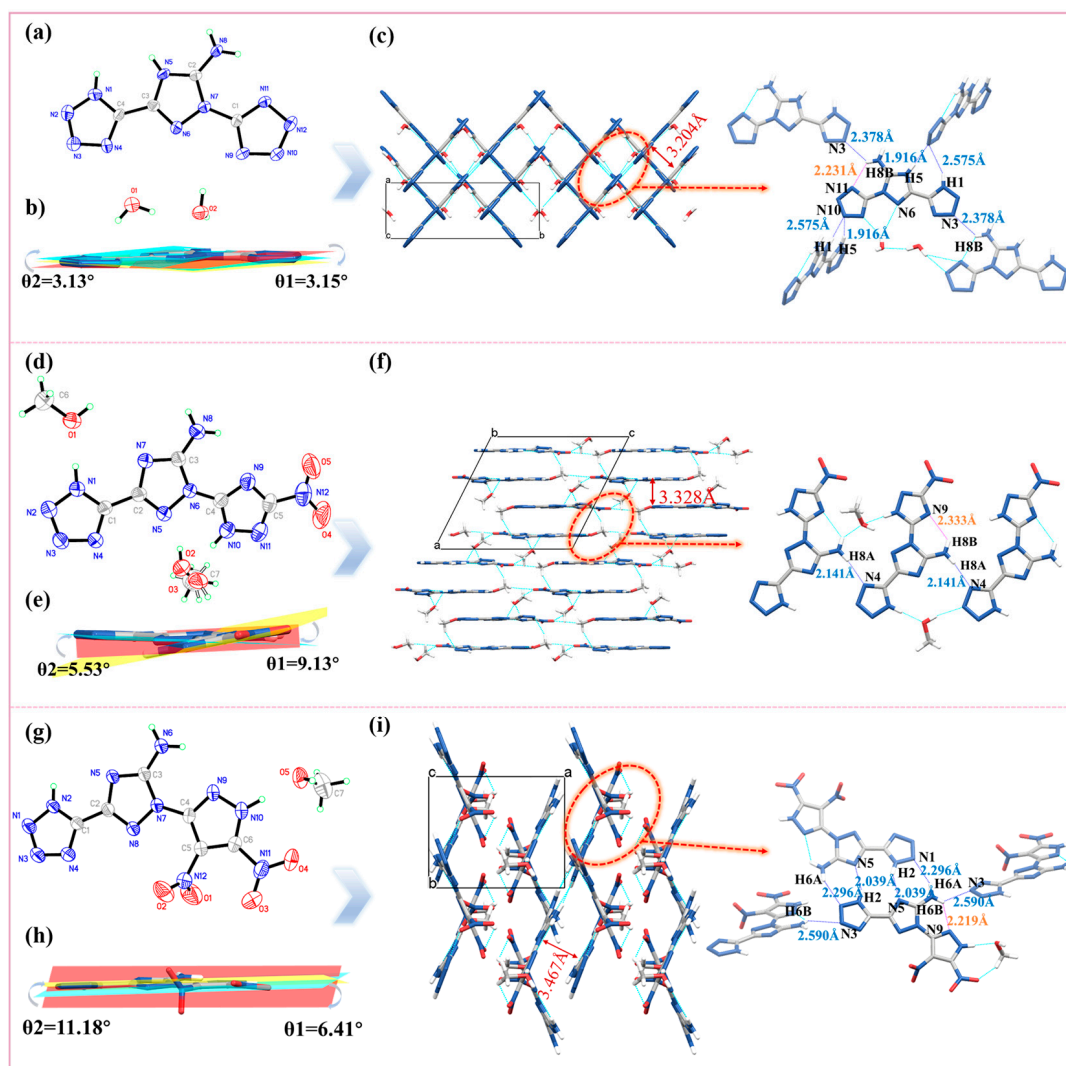 (a)
N8
N5
C2
N1
N11
N2
C4
C3
N7
C1
N12
N6
N3
N4
N9
N10
O1
O2
b)
θ2=3.13°
θ1=3.15°
(c)
3.204Å
a
c
b
2.378Å
N3
1.916Å
2.575Å
2.231Å
H8B
H5
H1
N11
N10
N6
N3
2.378Å
2.575Å
1.916Å
H8B
H1
H5
(d)
C6
O1
N8
N7
C3
N9
O5
N1
N12
N2
C2
N6
C4
C5
C1
O4
N5
N10
N11
N3
N4
O2
O3
C7
(e)
θ2=5.53°
θ1=9.13°
(f)
b
c
3.328Å
a
N9
2.333Å
H8B
H8A
H8A
2.141Å
N4
2.141Å
N4
(g)
N6
N5
C3
N9
O5
C7
N2
C2
C4
N10
N1
N7
C1
N8
C6
C5
N11
O4
N3
N4
N12
O2
O1
O3
(h)
θ2=11.18°
θ1=6.41°
(i)
c
a
b
3.467Å
N5
N1
H2
2.296Å
H6A
2.039Å
H6A
N3
2.296Å
H2
2.039Å
2.590Å
H6B
N5
H6B
2.219Å
2.590Å
N3
N9